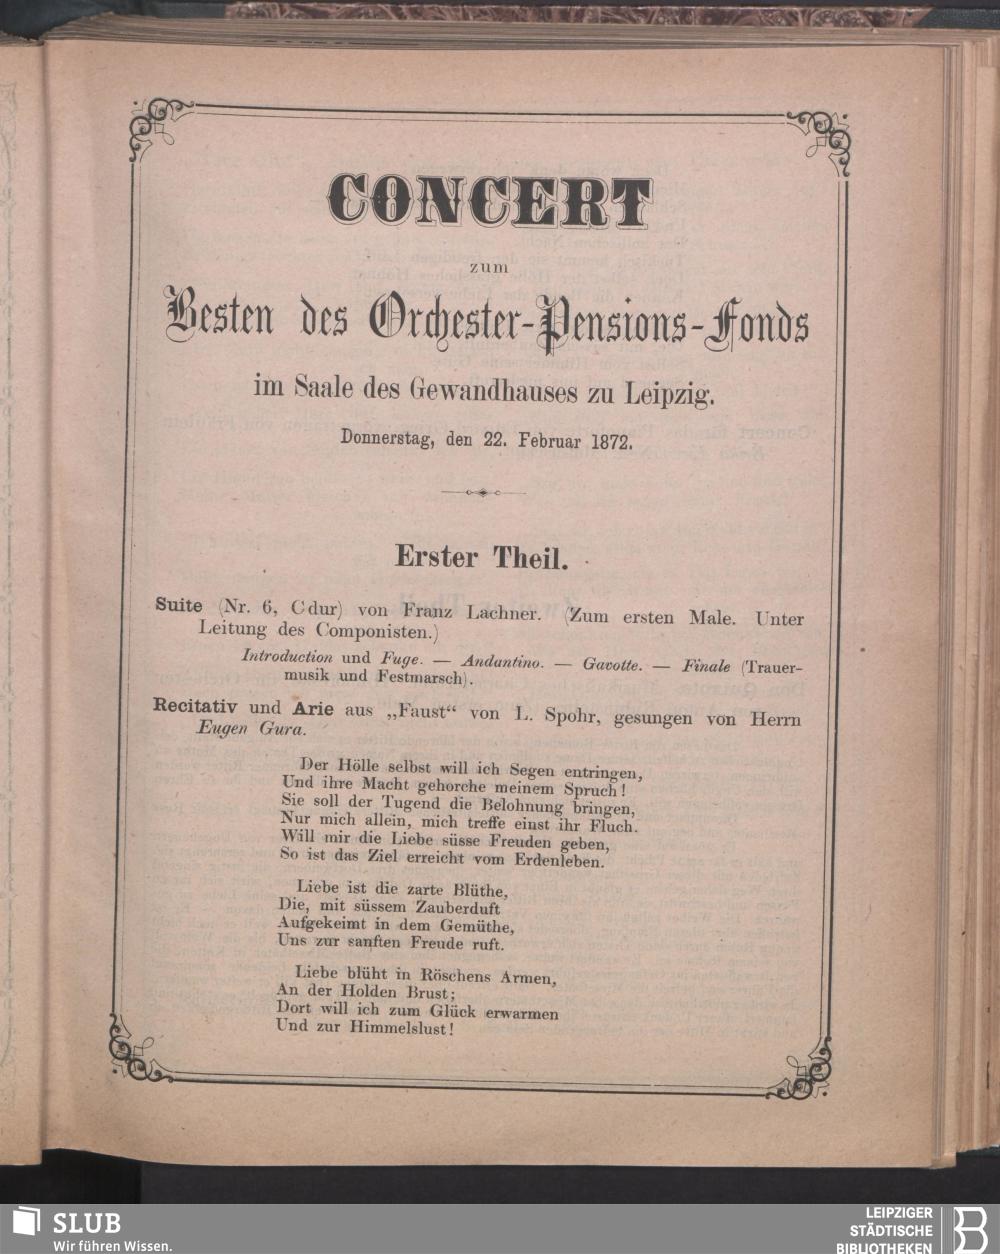 CONCERT
zum
Besten des Orchester-Pensions-Fonds
im Saale des Gewandhauses zu Leipzig.
Donnerstag, den 22. Februar 1872.
Erster Theil.
Suite (Nr. 6, C dur) von Franz Lachner. (Zum ersten Male. Unter
Leitung des Componisten.)
Introduction und Fuge. — Andantino. — Gavotte. — Finale (Trauer-
musik und Festmarsch).
Recitativ und Arie aus „Faust“ von L. Spohr, gesungen von Herrn
Eugen Gura.
Der Hölle selbst will ich Segen entringen,
Und ihre Macht gehorche meinem Spruch!
Sie soll der Tugend die Belohnung bringen,
Nur mich allein, mich treffe einst ihr Fluch.
Will mir die Liebe süsse Freuden geben,
So ist das Ziel erreicht vom Erdenleben.
Liebe ist die zarte Blüthe,
Die, mit süssem Zauberduft
Aufgekeimt in dem Gemüthe,
Uns zur sanften Freude ruft.
Liebe blüht in Röschens Armen,
An der Holden Brust;
Dort will ich zum Glück erwarmen
Und zur Himmelslust!
SLUB
Wir führen Wissen.
LEIPZIGER
STÄDTISCHE
BIBLIOTHEKEN